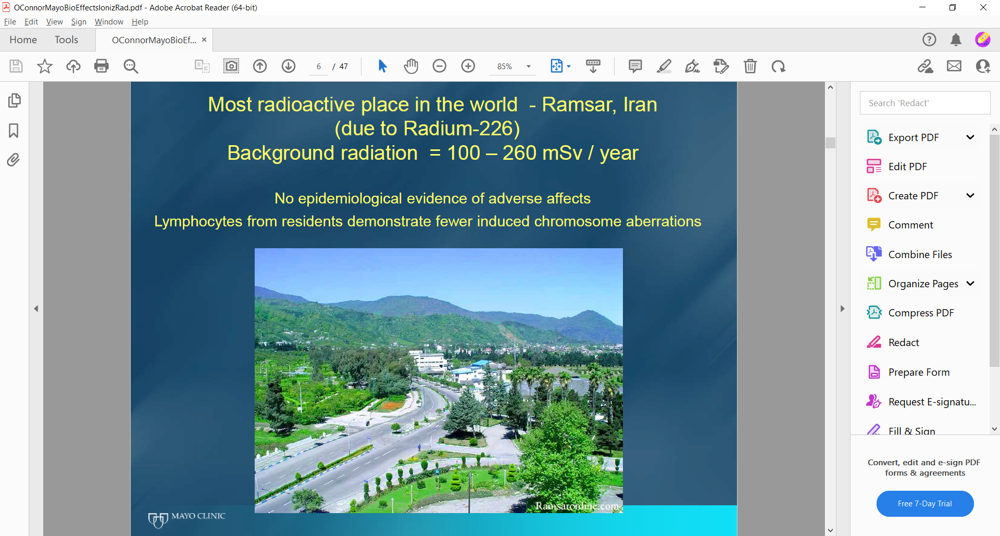 OConnorMayoBioEffectsIonizRad.pdf - Adobe Acrobat Reader (64-bit)
File Edit View Sign Window Help
Home Tools OConnorMayoBioEf...
6 / 47 85%
Most radioactive place in the world - Ramsar, Iran
(due to Radium-226)
Background radiation = 100 – 260 mSv / year
No epidemiological evidence of adverse affects
Lymphocytes from residents demonstrate fewer induced chromosome aberrations
Ramsaronline.com
MAYO CLINIC
Search 'Redact'
Export PDF
Edit PDF
Create PDF
Comment
Combine Files
Organize Pages
Compress PDF
Redact
Prepare Form
Request E-signatu...
Fill & Sign
Convert, edit and e-sign PDF
forms & agreements
Free 7-Day Trial